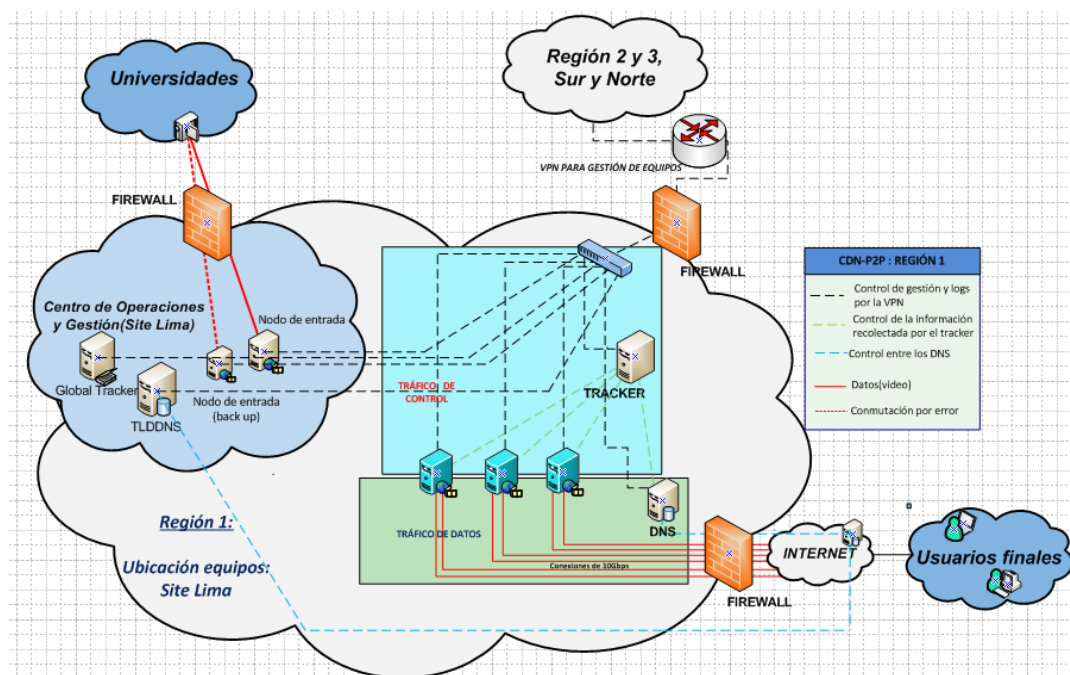 Universidades
Región 2 y 3,
Sur y Norte
VPN PARA GESTIÓN DE EQUIPOS
FIREWALL
FIREWALL
Centro de Operaciones
y Gestión(Site Lima)
Nodo de entrada
Global Tracker
Nodo de entrada
(back up)
TLDDNS
TRÁFICO DE
CONTROL
TRACKER
CDN-P2P : REGIÓN 1
Control de gestión y logs
por la VPN
Control de la información
recolectada por el tracker
Control entre los DNS
Datos(video)
Conmutación por error
Región 1:
Ubicación equipos:
Site Lima
TRÁFICO DE DATOS
DNS
Conexiones de 10Gbps
FIREWALL
INTERNET
Usuarios finales